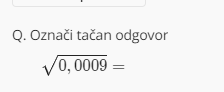 Q. Označi tačan odgovor
√0,0009 =